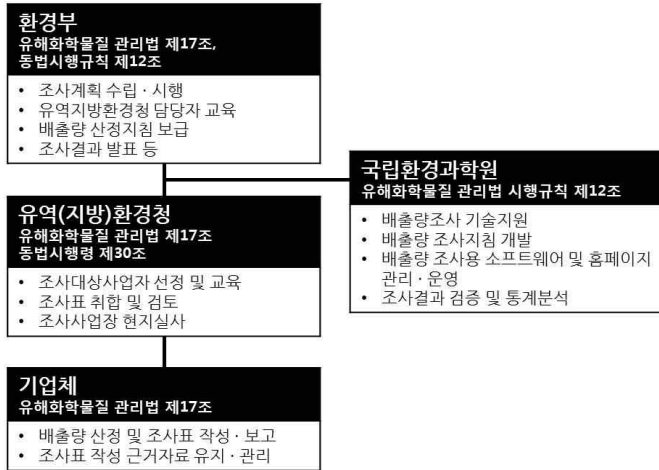 환경부
유해화학물질 관리법 제17조,
동법시행규칙 제12조
• 조사계획 수립 · 시행
• 유역지방환경청 담당자 교육
• 배출량 산정지침 보급
• 조사결과 발표 등
국립환경과학원
유해화학물질 관리법 시행규칙 제12조
• 배출량조사 기술지원
• 배출량 조사지침 개발
• 배출량 조사용 소프트웨어 및 홈페이지
관리 · 운영
• 조사결과 검증 및 통계분석
유역(지방)환경청
유해화학물질 관리법 제17조
동법시행령 제30조
• 조사대상사업자 선정 및 교육
• 조사표 취합 및 검토
• 조사사업장 현지실사
기업체
유해화학물질 관리법 제17조
• 배출량 산정 및 조사표 작성 · 보고
• 조사표 작성 근거자료 유지 · 관리